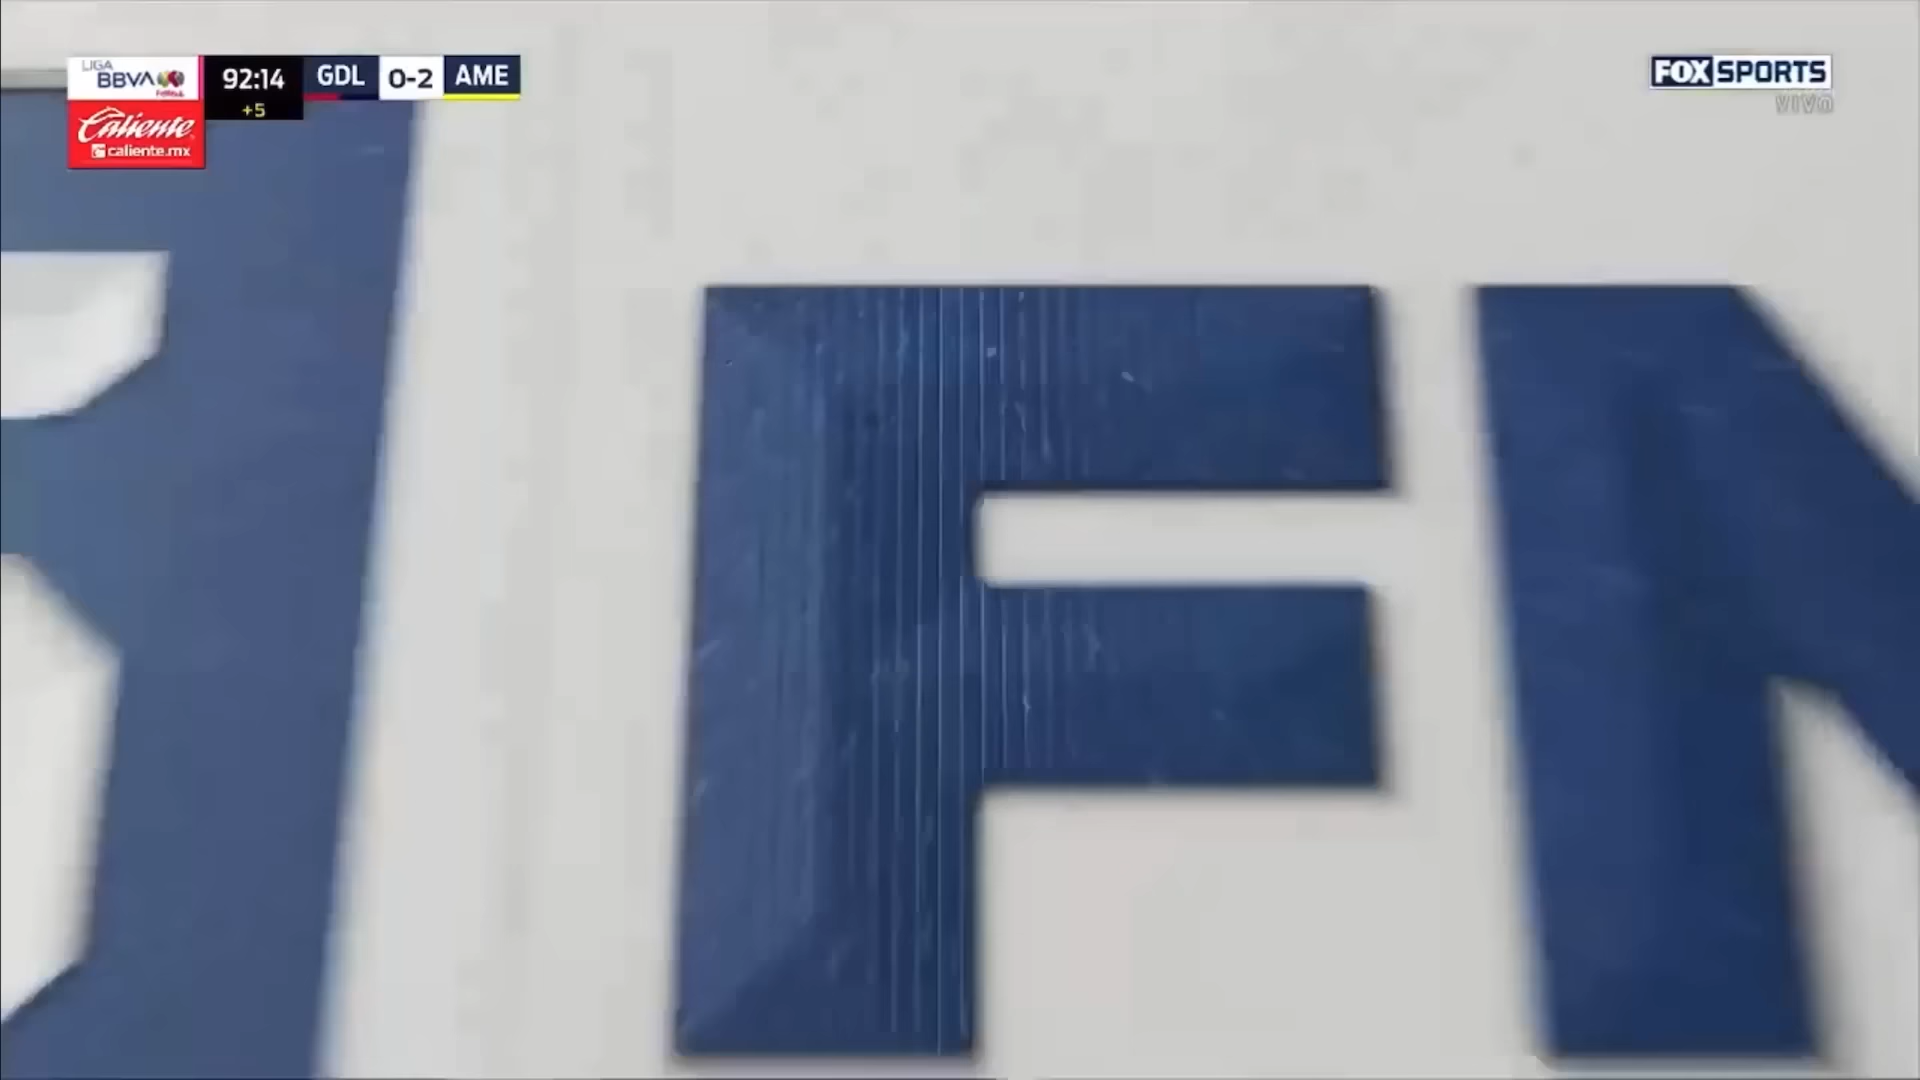 LIGA
BBVA
Caliente
caliente.mx
92:14
+5
GDL 0-2 AME
FOX SPORTS
VIVO
F